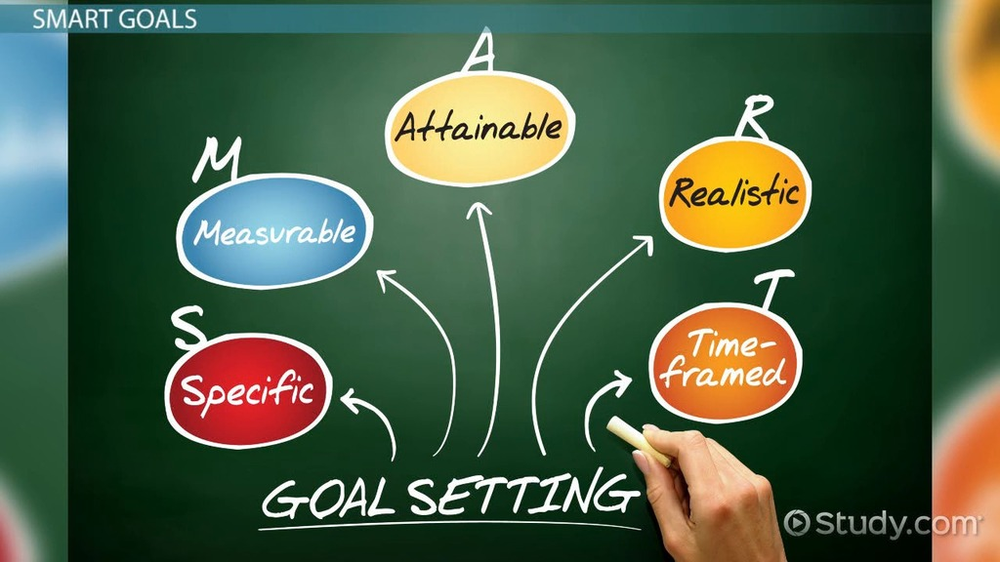 SMART GOALS
S
Specific
M
Measurable
A
Attainable
R
Realistic
T
Time-
framed
GOAL SETTING
Study.com